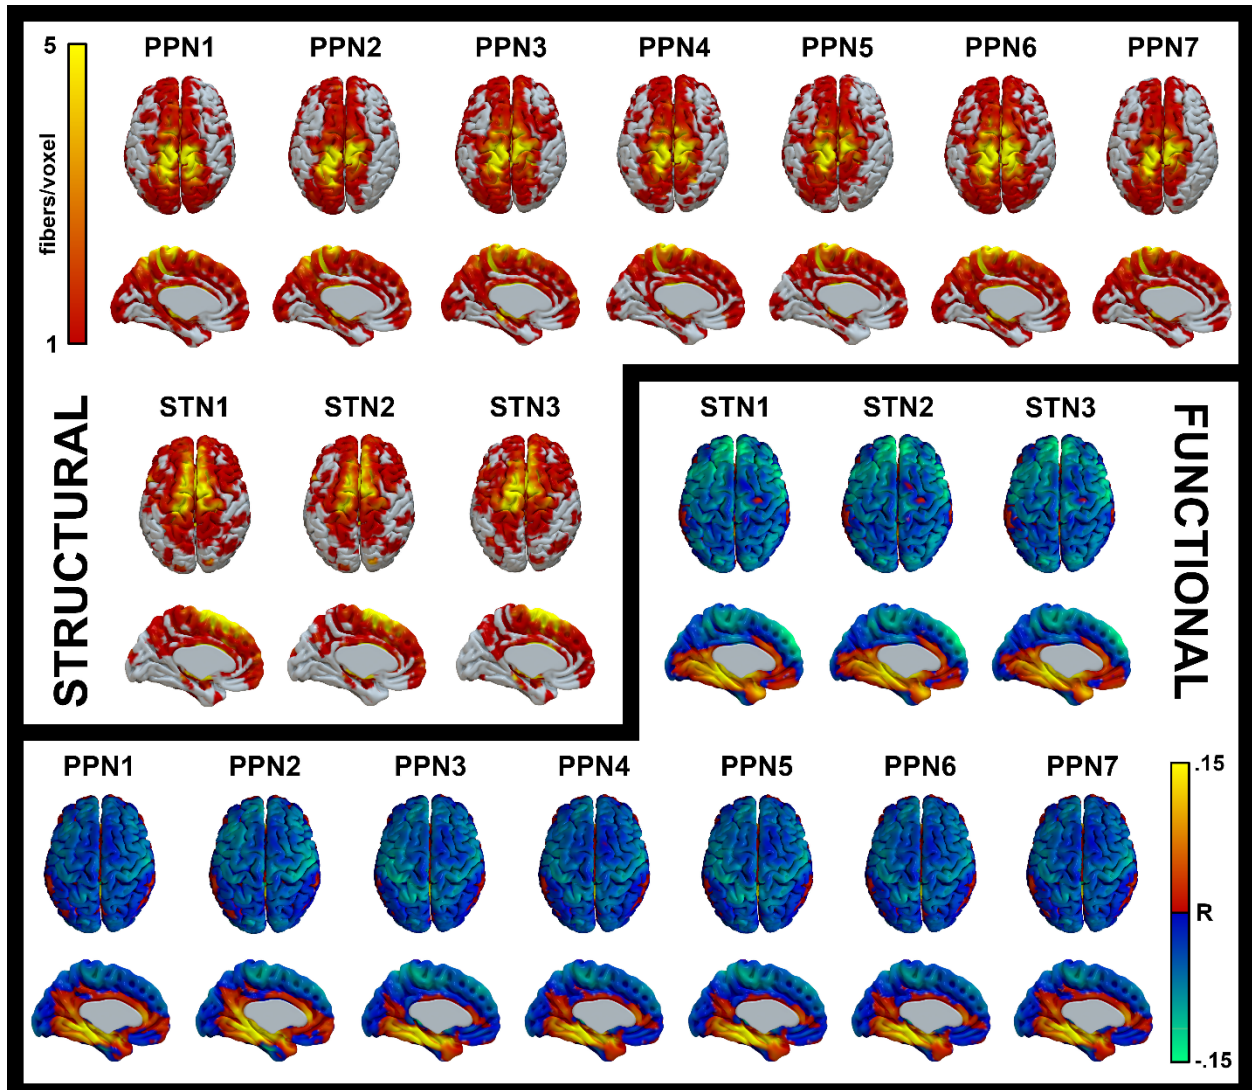 5
fibers/voxel
1
PPN1 PPN2 PPN3 PPN4 PPN5 PPN6 PPN7
STRUCTURAL
STN1 STN2 STN3
STN1 STN2 STN3
FUNCTIONAL
PPN1 PPN2 PPN3 PPN4 PPN5 PPN6 PPN7
.15
R
-.15